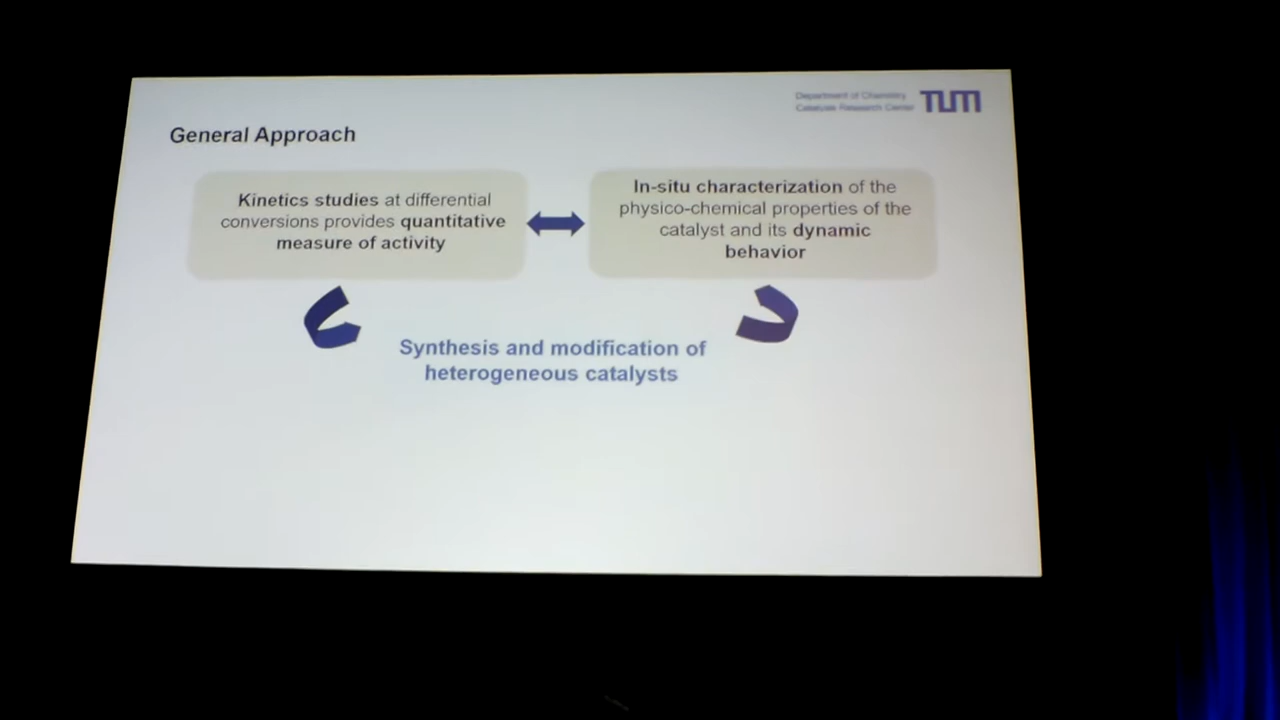 Department of Chemistry
Catalysis Research Center
TUM
General Approach
Kinetics studies at differential
conversions provides quantitative
measure of activity
In-situ characterization of the
physico-chemical properties of the
catalyst and its dynamic
behavior
Synthesis and modification of
heterogeneous catalysts